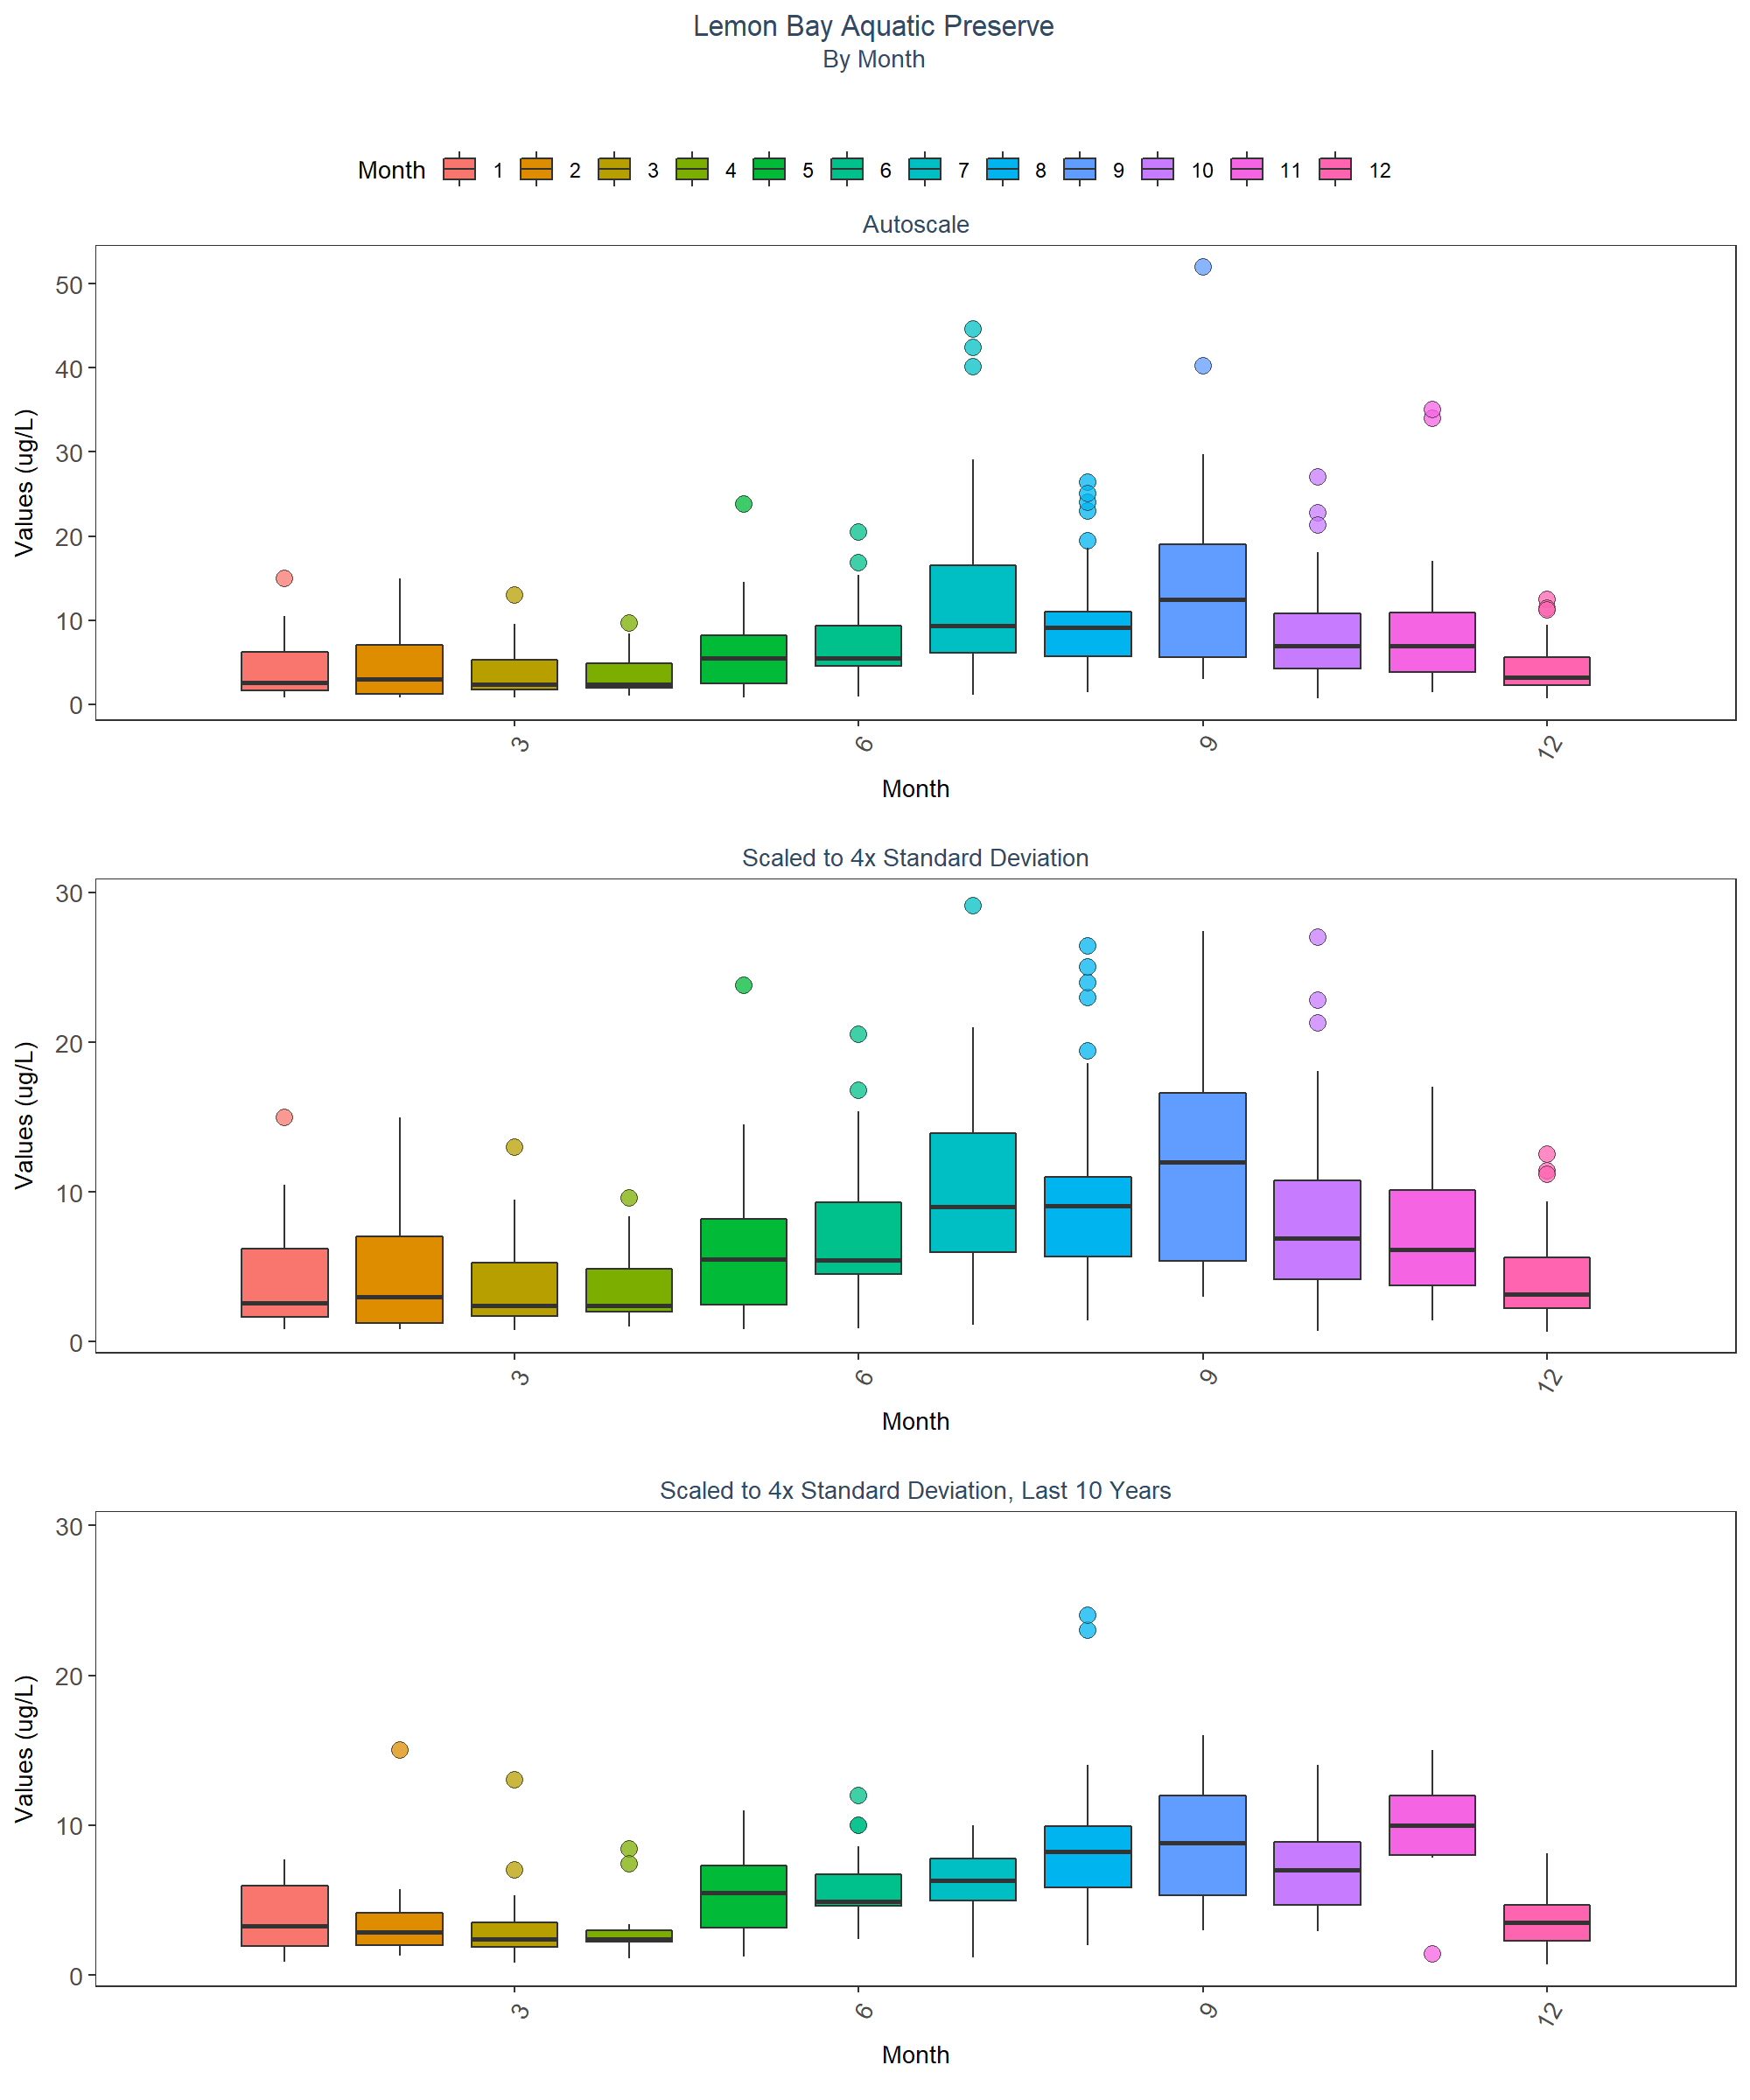 Lemon Bay Aquatic Preserve
By Month
Month 1 2 3 4 5 6 7 8 9 10 11 12
Autoscale
Values (ug/L)
50
40
30
20
10
0
3 6 9 12
Month
Scaled to 4x Standard Deviation
Values (ug/L)
30
20
10
0
3 6 9 12
Month
Scaled to 4x Standard Deviation, Last 10 Years
Values (ug/L)
30
20
10
0
3 6 9 12
Month